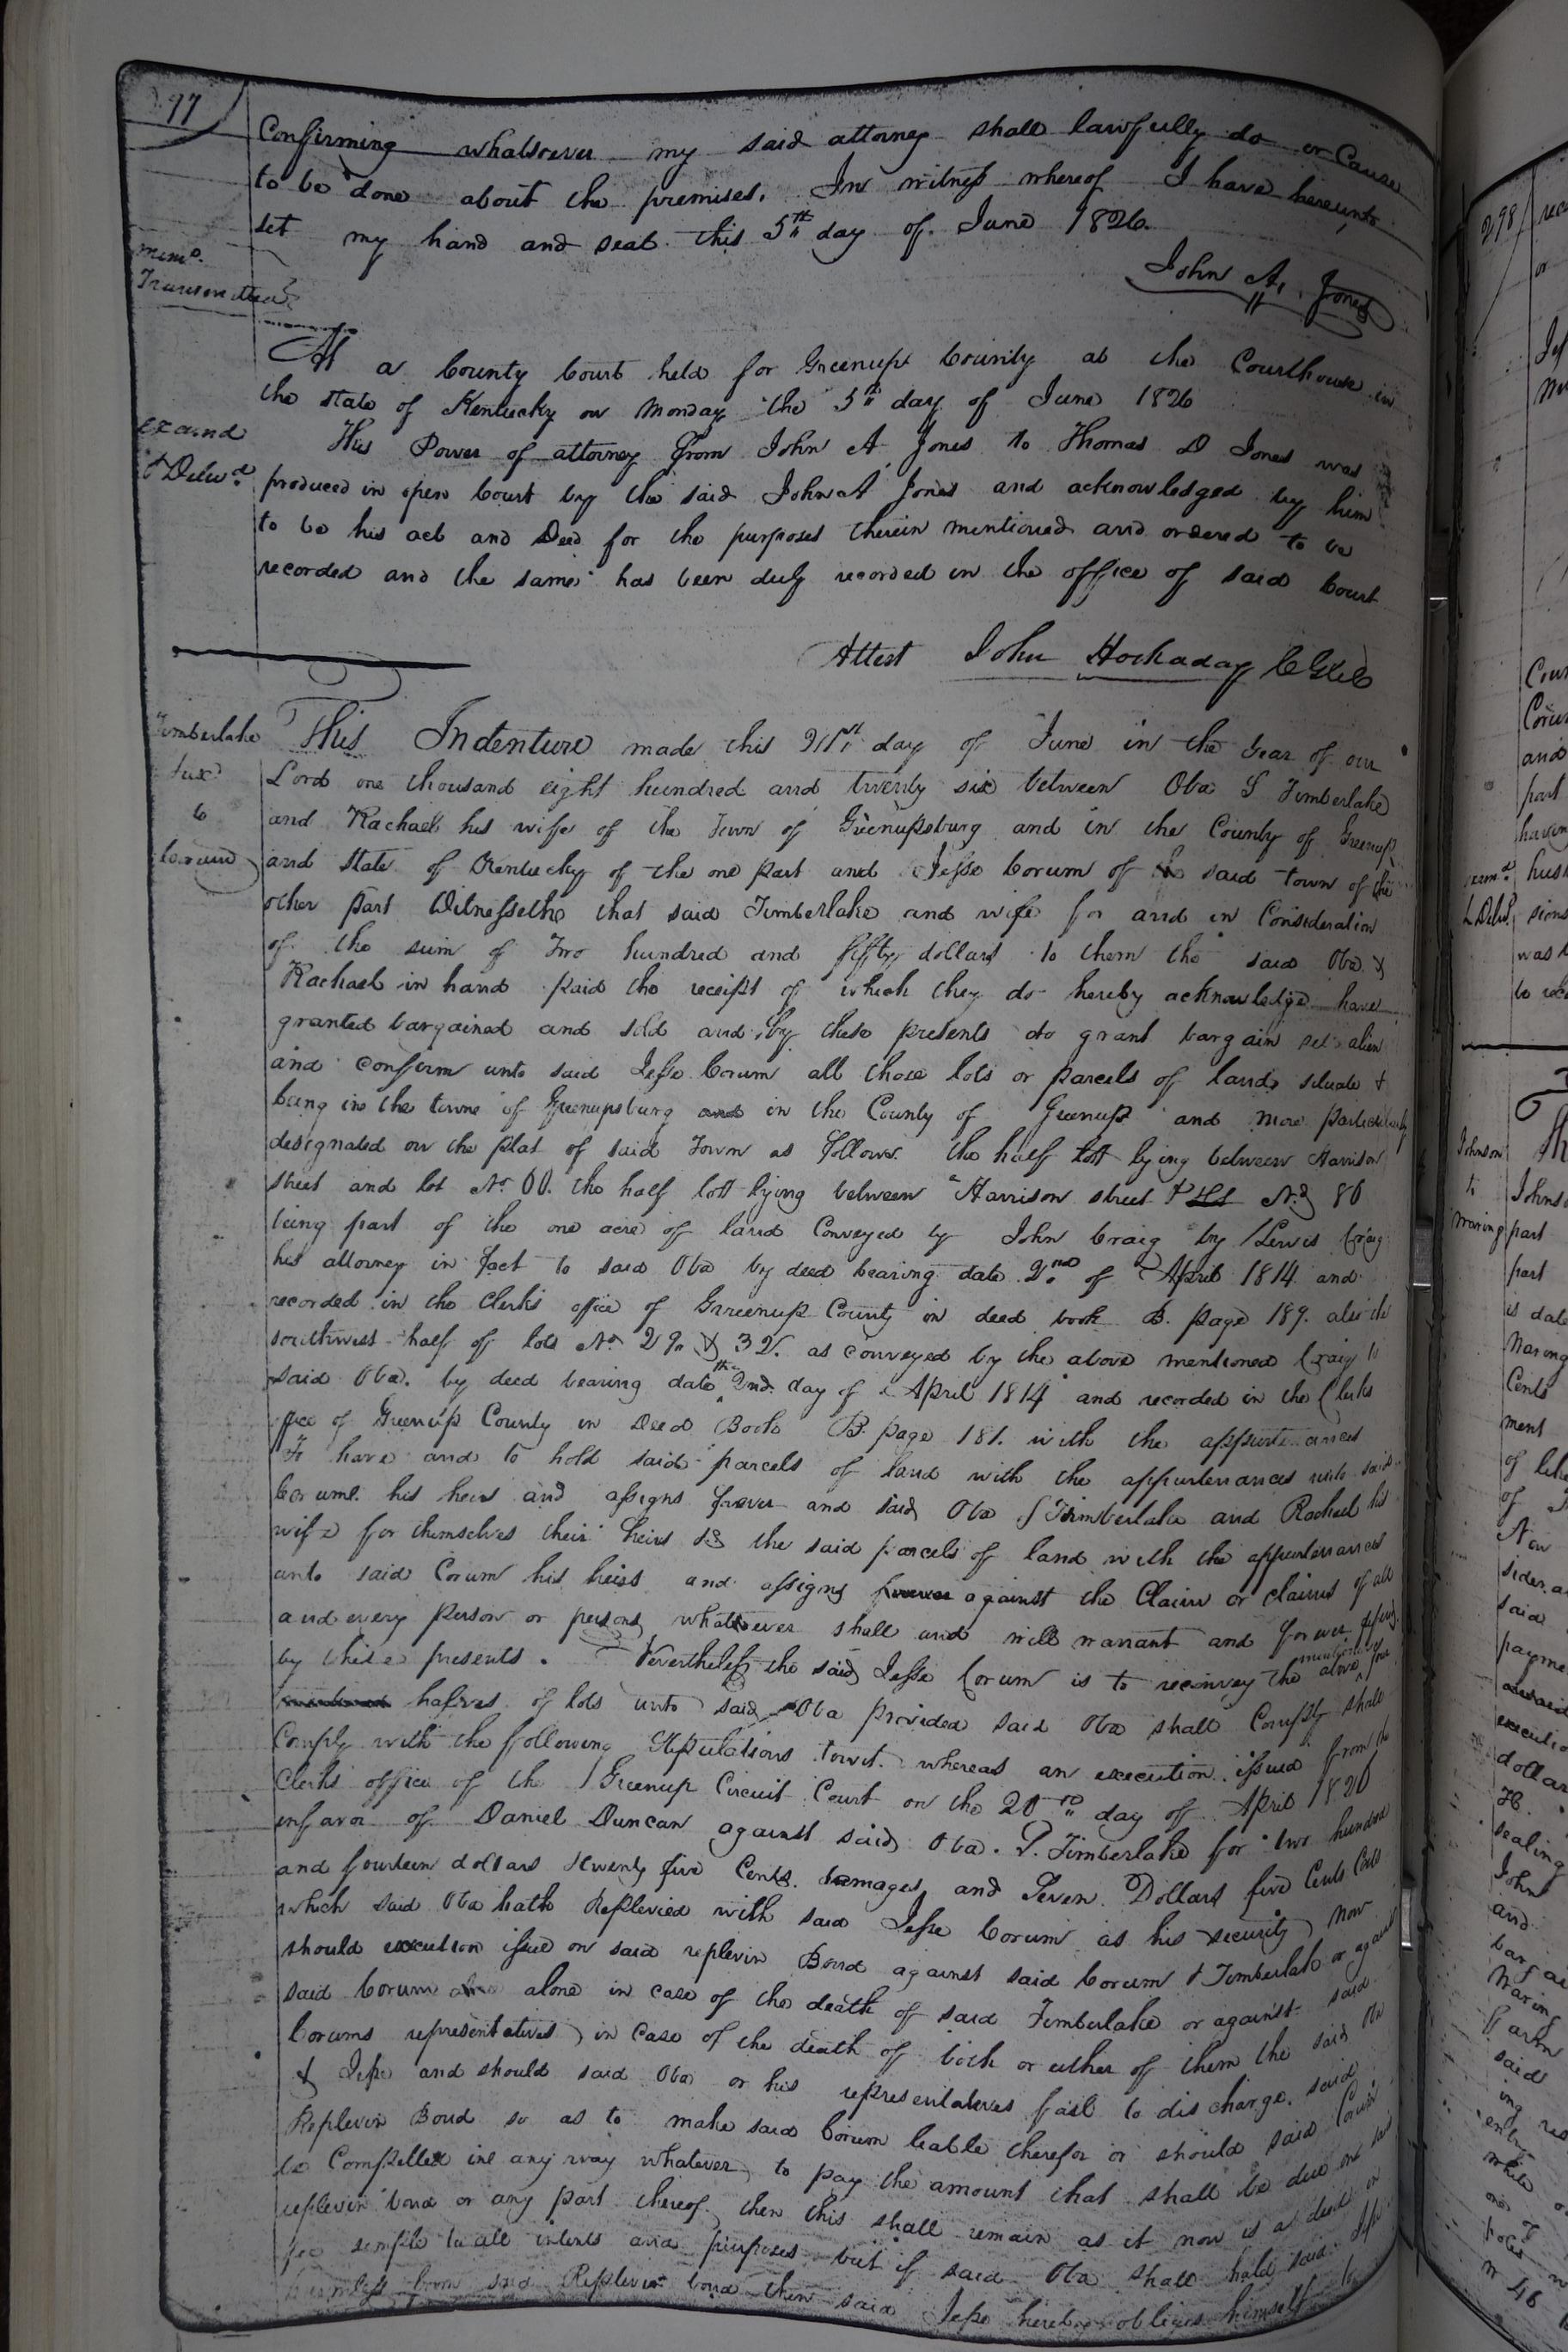 97
Confirming whatsoever my said attorney shall lawfully do or Cause
to be done about the premises. In witness whereof I have hereunto
set my hand and seal this 5th day of June 1826.
John A. Jones
At a County Court held for Greenup County at the Courthouse in
the state of Kentucky on Monday the 5th day of June 1826
Examd
& Deliv.d
This Power of attorney from John A Jones to Thomas D Jones was
produced in open Court by the said John A Jones and acknowledged by him
to be his act and Deed for the purposes therein mentioned and ordered to be
recorded and the same has been duly recorded in the office of said Court
Attest John Hockaday
Timberlake
& ux
to
Corum
This Indenture made this 21st day of June in the year of our
Lord one thousand eight hundred and twenty six between Oba S Timberlake
and Rachael his wife of the Town of Greenupsburg and in the County of Greenup
and State of Kentucky of the one part and Jesse Corum of said town of the
other part Witnesseth that said Timberlake and wife for and in Consideration
of the sum of Two hundred and fifty dollars to them the said Oba &
Rachael in hand paid the receipt of which they do hereby acknowledge have
granted bargained and sold and by these presents do grant bargain sel alien
and confirm unto said Jesse Corum all those lots or parcels of land situate &
being in the towne of Greenupsburg and in the County of Greenup and more particularly
designated on the plat of said Town as follows the half lott lying between Harrison
street and lot No 60. the half lott lying between Harrison street & No 86
being part of the one acre of land Conveyed by John Craig by Lewis Craig
his attorney in fact to said Oba by deed bearing date 2nd of April 1814 and
recorded in the Clerks office of Greenup County in deed book B. page 189. also the
southwest half of lots No 29 & 32. as conveyed by the above mentioned Craig to
said Oba. by deed bearing date the 2nd day of April 1814 and recorded in the Clerks
office of Greenup County in Deed Book B. page 181. with the appurtenances
To have and to hold said parcels of land with the appurtenances unto said
Corum. his heirs and assigns forever and said Oba S Timberlake and Rachael his
wife for themselves their heirs &c the said parcels of land with the appurtenances
unto said Corum his heirs and assigns forever against the Claim or claims of all
and every person or persons whatsoever shall and will warrant and forever defend
by these presents. Nevertheless the said Jesse Corum is to reconvey the above mentioned four
halfves of lots unto said Oba provided said Oba shall Comply shall
Comply with the following Stipulations towit. whereas an execution issued from the
Clerks office of the Greenup Circuit Court on the 20 day of April 1826
in favor of Daniel Duncan against said Oba. S. Timberlake for two hundred
and fourteen dollars twenty five Cents. damages and Seven Dollars five Cents Cost
which said Oba hath Replevied with said Jesse Corum as his security) now
should execution issue on said replevin Bond against said Corum & Timberlake or against
said Corum alone in case of the death of said Timberlake or against said
Corums representatives, in case of the death of both or either of them the said Oba
& Jesse and should said Oba or his representatives fail to discharge said
Replevin Bond so as to make said Corum liable therefor or should said Corum
be Compelled in any way whatever, to pay the amount that shall be due on said
replevin bond or any part thereof. then this shall remain as it now is a deed in
fee simple to all intents and purposes but if said Oba shall hold said Jesse
harmless from said Replevin bond then said Jesse hereby obliges himself to
298
Johnson
to
Waring